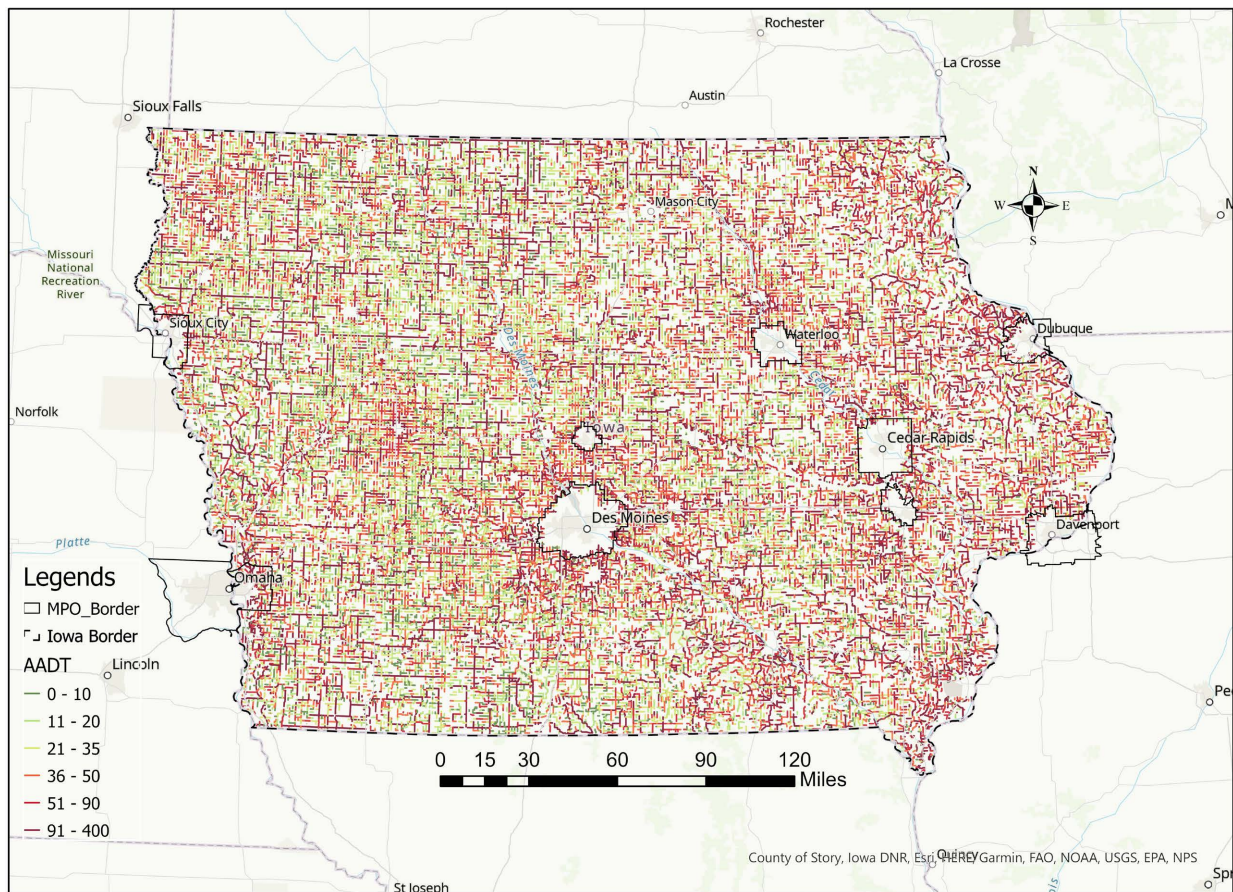 Rochester
La Crosse
Austin
Sioux Falls
Mason City
N
W E
S
M
Missouri
National
Recreation
River
Sioux City
Des Moines
Waterloo
Dubuque
Cedar
Norfolk
Iowa
Cedar Rapids
Des Moines
Davenport
Platte
Omaha
Legends
MPO_Border
Iowa Border
AADT
0 - 10
11 - 20
21 - 35
36 - 50
51 - 90
91 - 400
Lincoln
Pe
0 15 30 60 90 120
Miles
County of Story, Iowa DNR, Esri, HERE, Garmin, FAO, NOAA, USGS, EPA, NPS
Quincy
St Joseph
ois
Spr